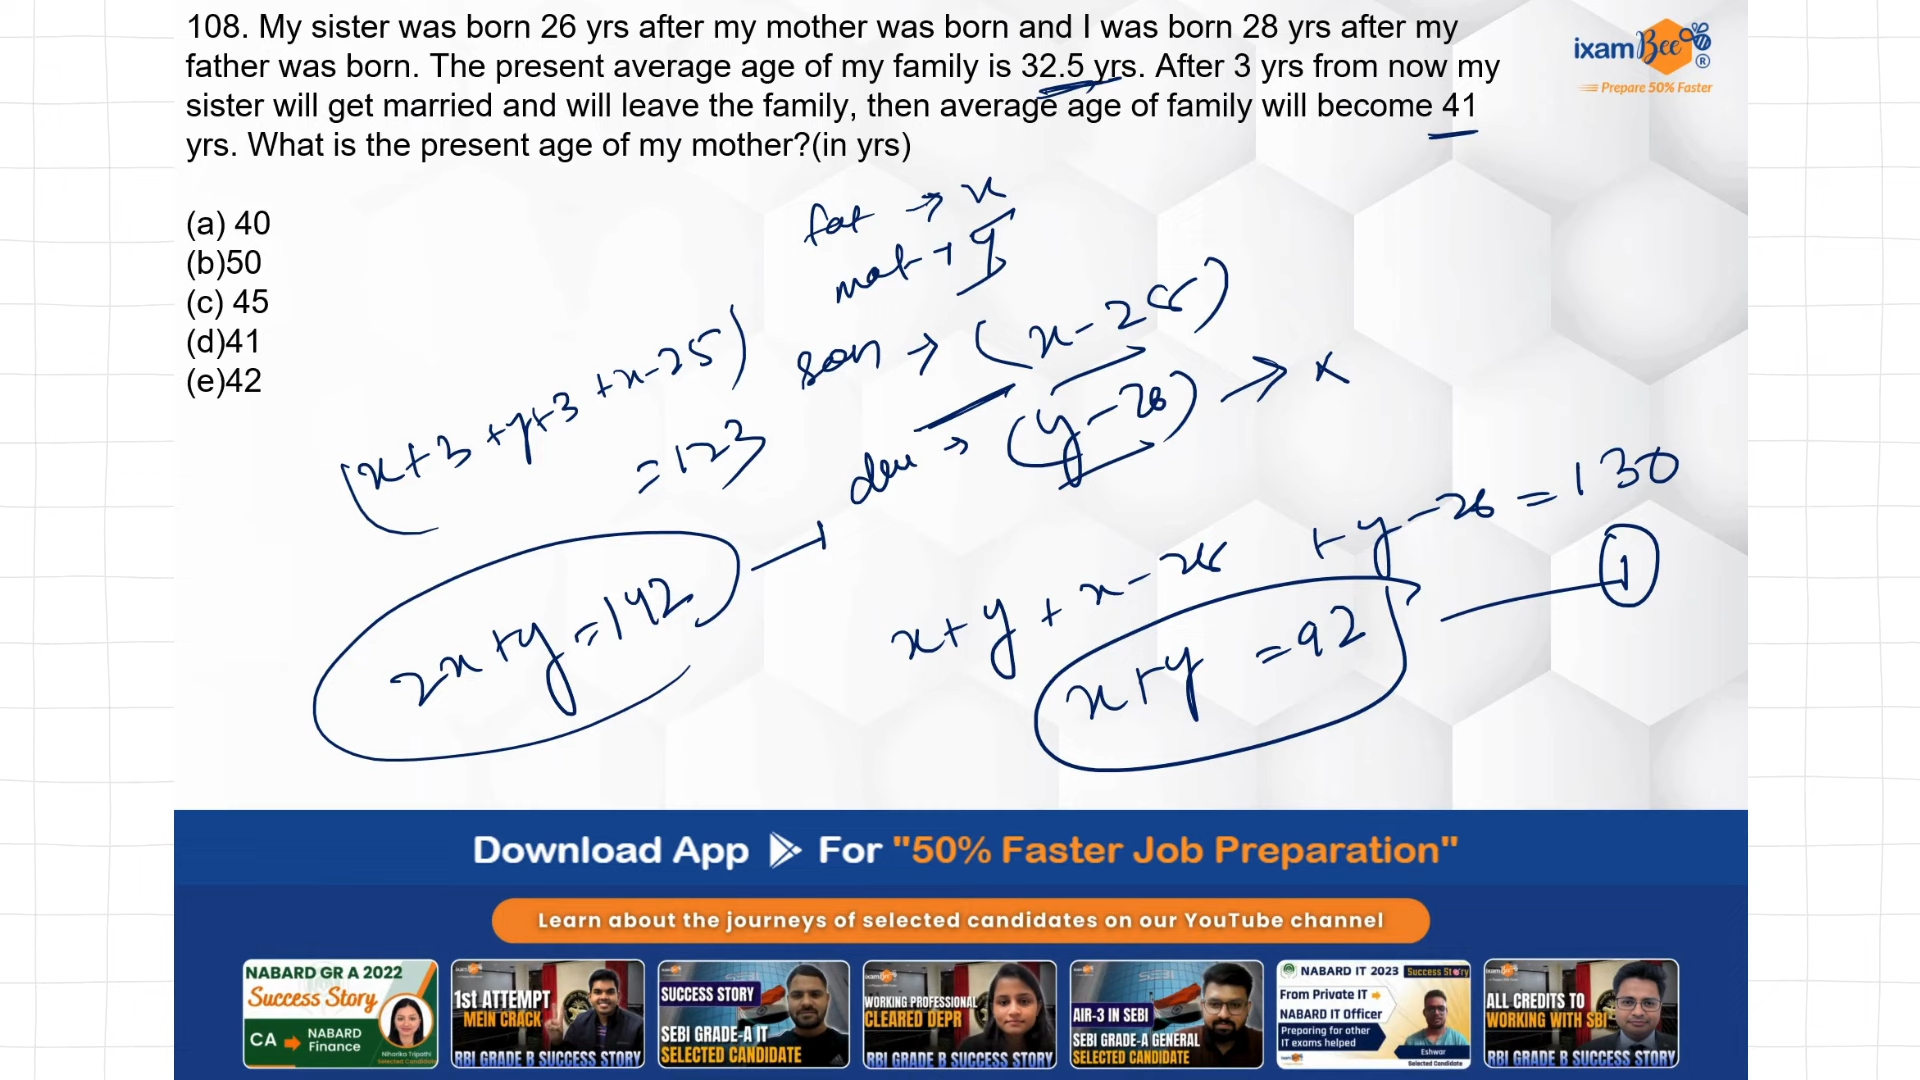 108. My sister was born 26 yrs after my mother was born and I was born 28 yrs after my
father was born. The present average age of my family is 32.5 yrs. After 3 yrs from now my
sister will get married and will leave the family, then average age of family will become 41
yrs. What is the present age of my mother?(in yrs)
ixamBee®
Prepare 50% Faster
(a) 40
(b)50
(c) 45
(d)41
(e)42
fat → x
mot → y
son → (x-28)
(y-26) → x
(x+3 +y+3 +x-25)
=123
2x+y=142
x+y+x-28 +y-26 =130
x+y =92
1
Download App For "50% Faster Job Preparation"
Learn about the journeys of selected candidates on our YouTube channel
NABARD GR A 2022
Success Story
CA → NABARD Finance
Niharika Tripathi
Selected Candidate
1st ATTEMPT
MEIN CRACK
RBI GRADE B SUCCESS STORY
SUCCESS STORY
SEBI GRADE-A IT
SELECTED CANDIDATE
WORKING PROFESSIONAL
CLEARED DEPR
RBI GRADE B SUCCESS STORY
AIR-3 IN SEBI
SEBI GRADE-A GENERAL
SELECTED CANDIDATE
NABARD IT 2023 Success Story
From Private IT
NABARD IT Officer
Preparing for other
IT exams helped
Eshwar
Selected Candidate
ALL CREDITS TO
WORKING WITH SBI
RBI GRADE B SUCCESS STORY